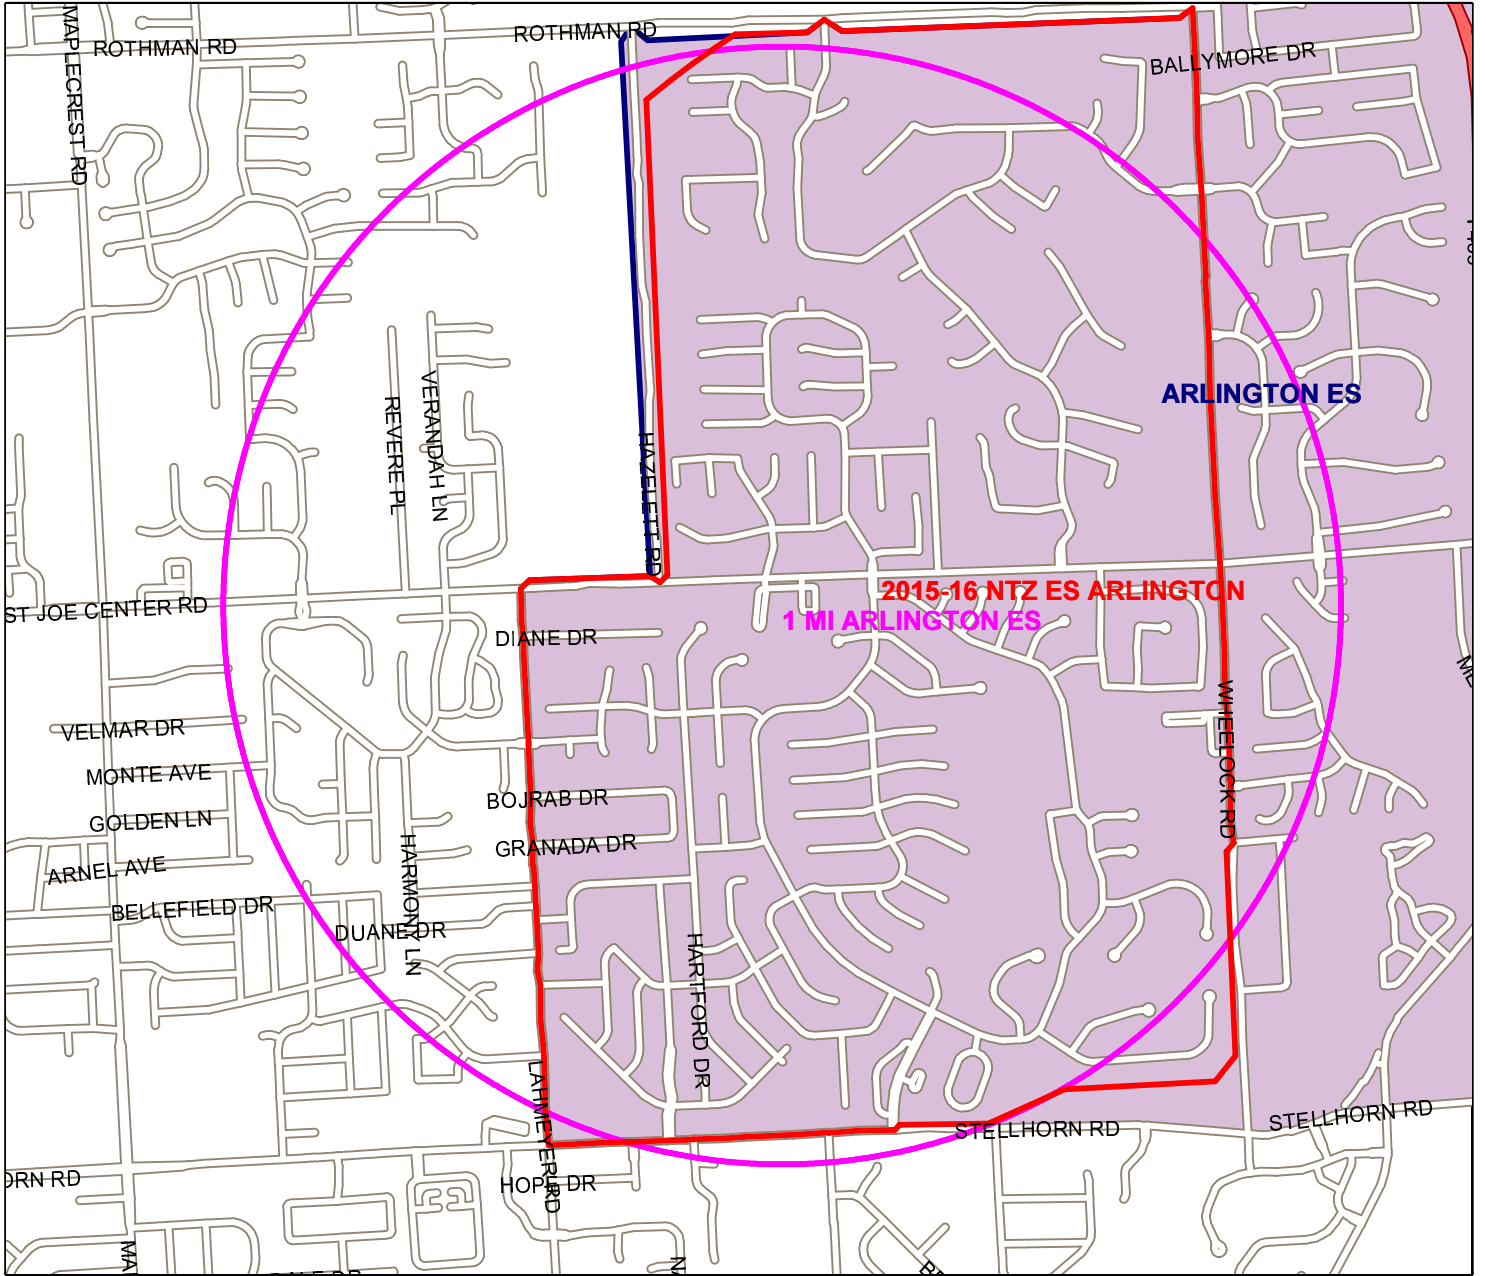 MAPLECREST RD
ROTHMAN RD
ROTHMAN RD
BALLYMORE DR
VERANDAH LN
REVERE PL
ARLINGTON ES
HAZELETT RD
2015-16 NTZ ES ARLINGTON
1 MI ARLINGTON ES
ST JOE CENTER RD
DIANE DR
VELMAR DR
MONTE AVE
WHEELOCK RD
BOJRAB DR
GOLDEN LN
GRANADA DR
ARNEL AVE
HARMONY LN
BELLEFIELD DR
DUANE DR
HARTFORD DR
LAHMEYER RD
STELLHORN RD
STELLHORN RD
ORN RD
HOPE DR